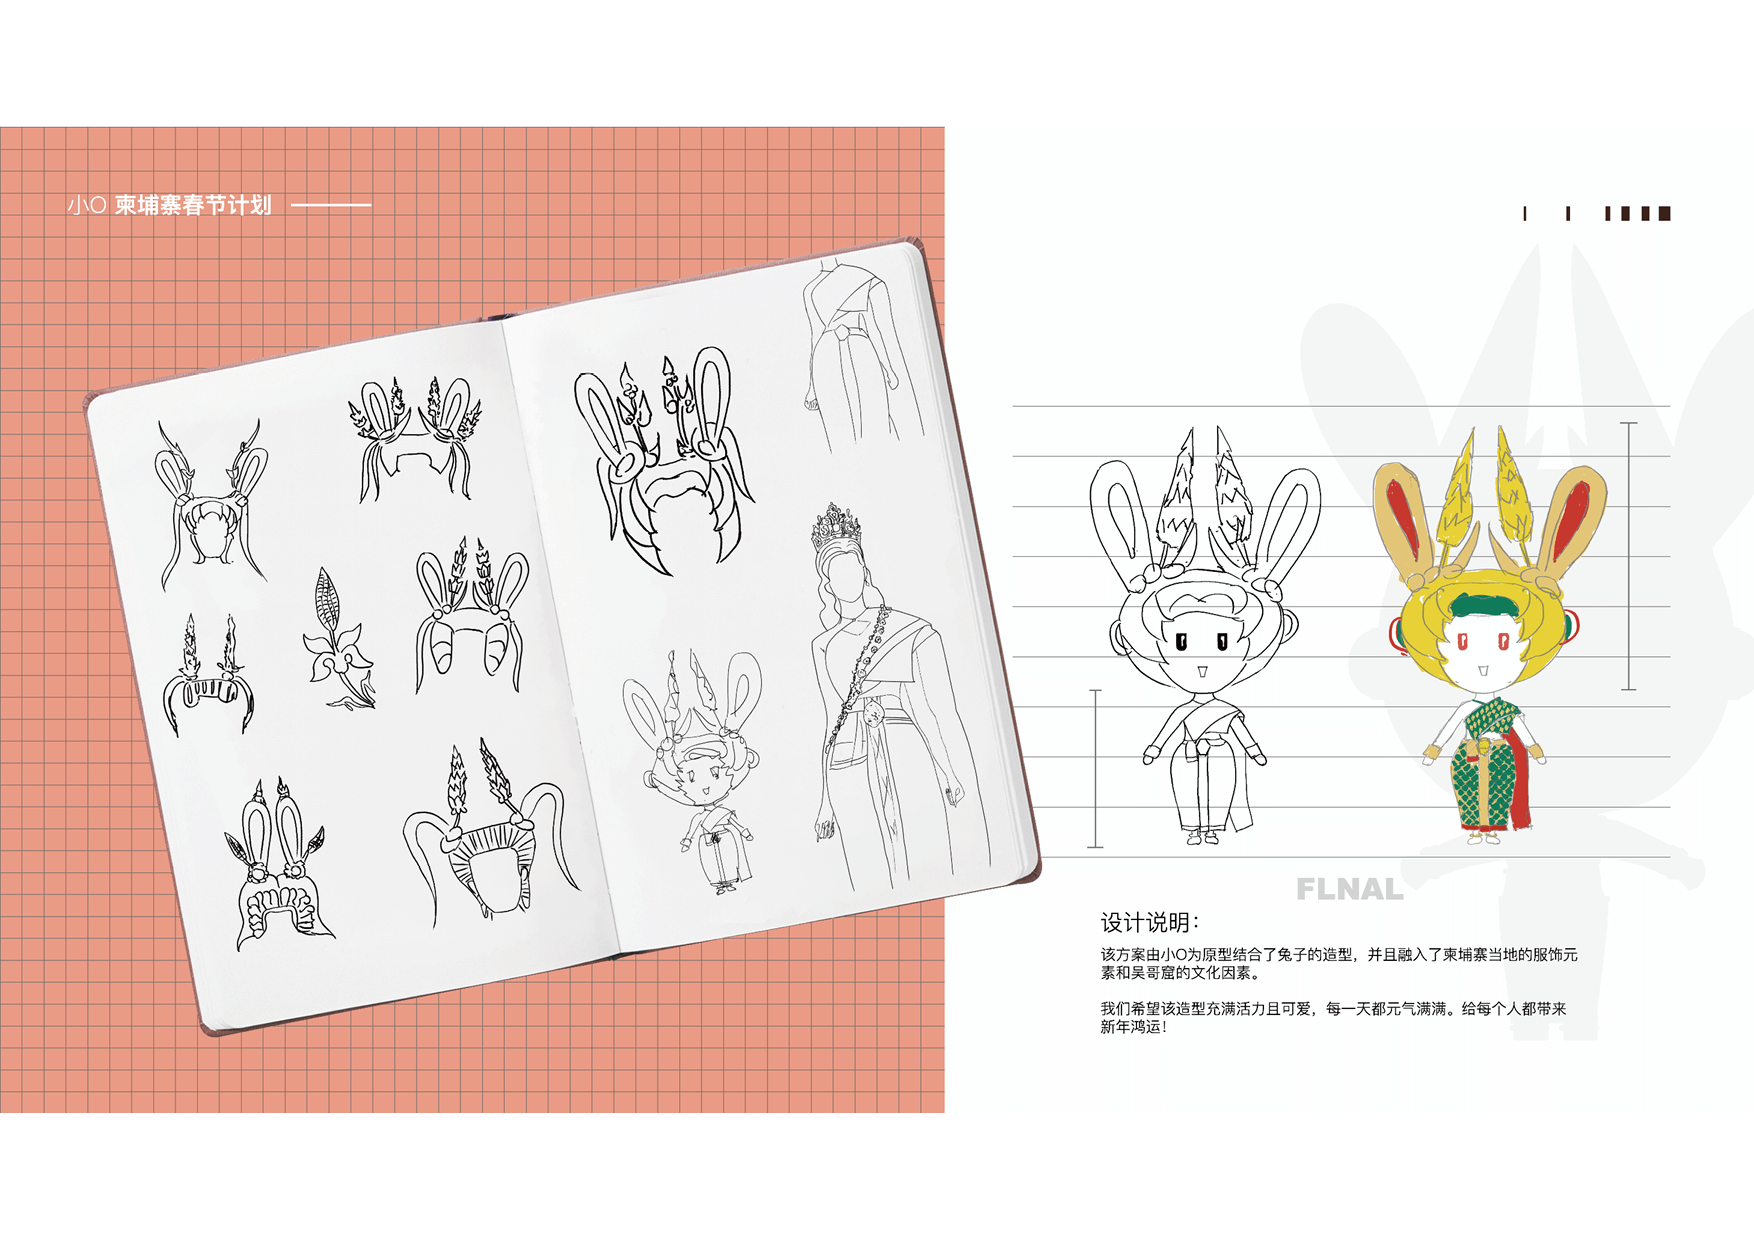 小O 柬埔寨春节计划
FLNAL
设计说明：
该方案由小O为原型结合了兔子的造型，并且融入了柬埔寨当地的服饰元
素和吴哥窟的文化因素。
我们希望该造型充满活力且可爱，每一天都元气满满。给每个人都带来
新年鸿运！